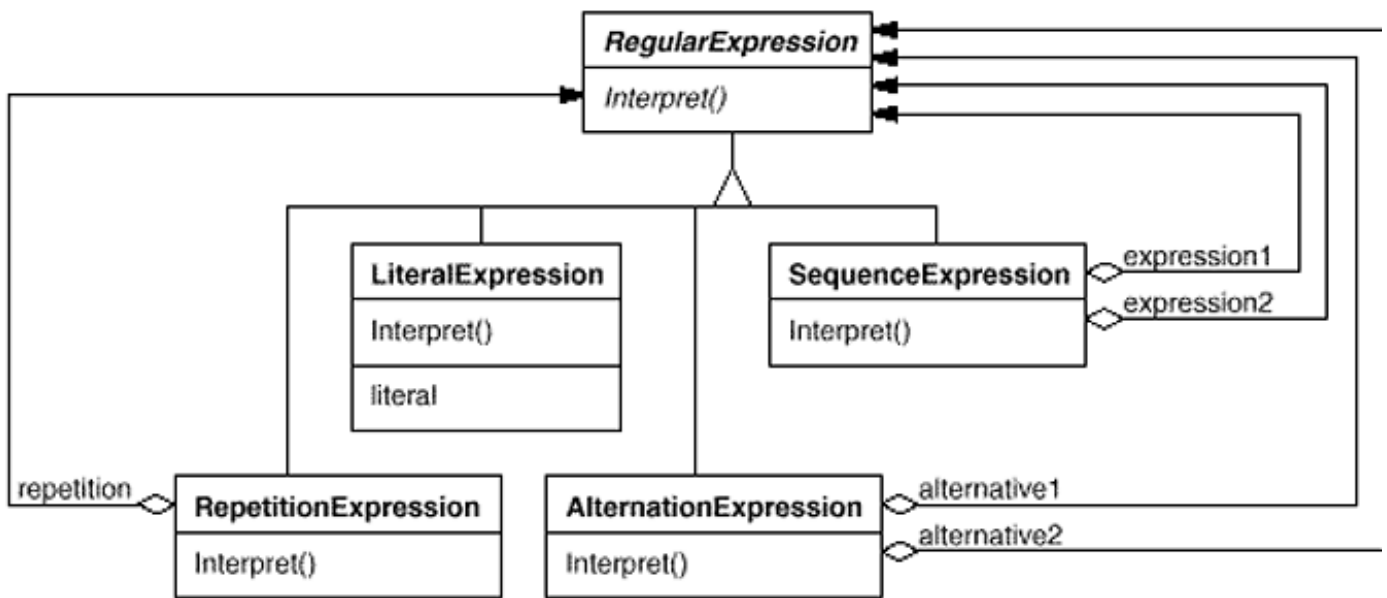 RegularExpression
Interpret()
LiteralExpression
Interpret()
literal
SequenceExpression
Interpret()
expression1
expression2
repetition
RepetitionExpression
Interpret()
AlternationExpression
Interpret()
alternative1
alternative2